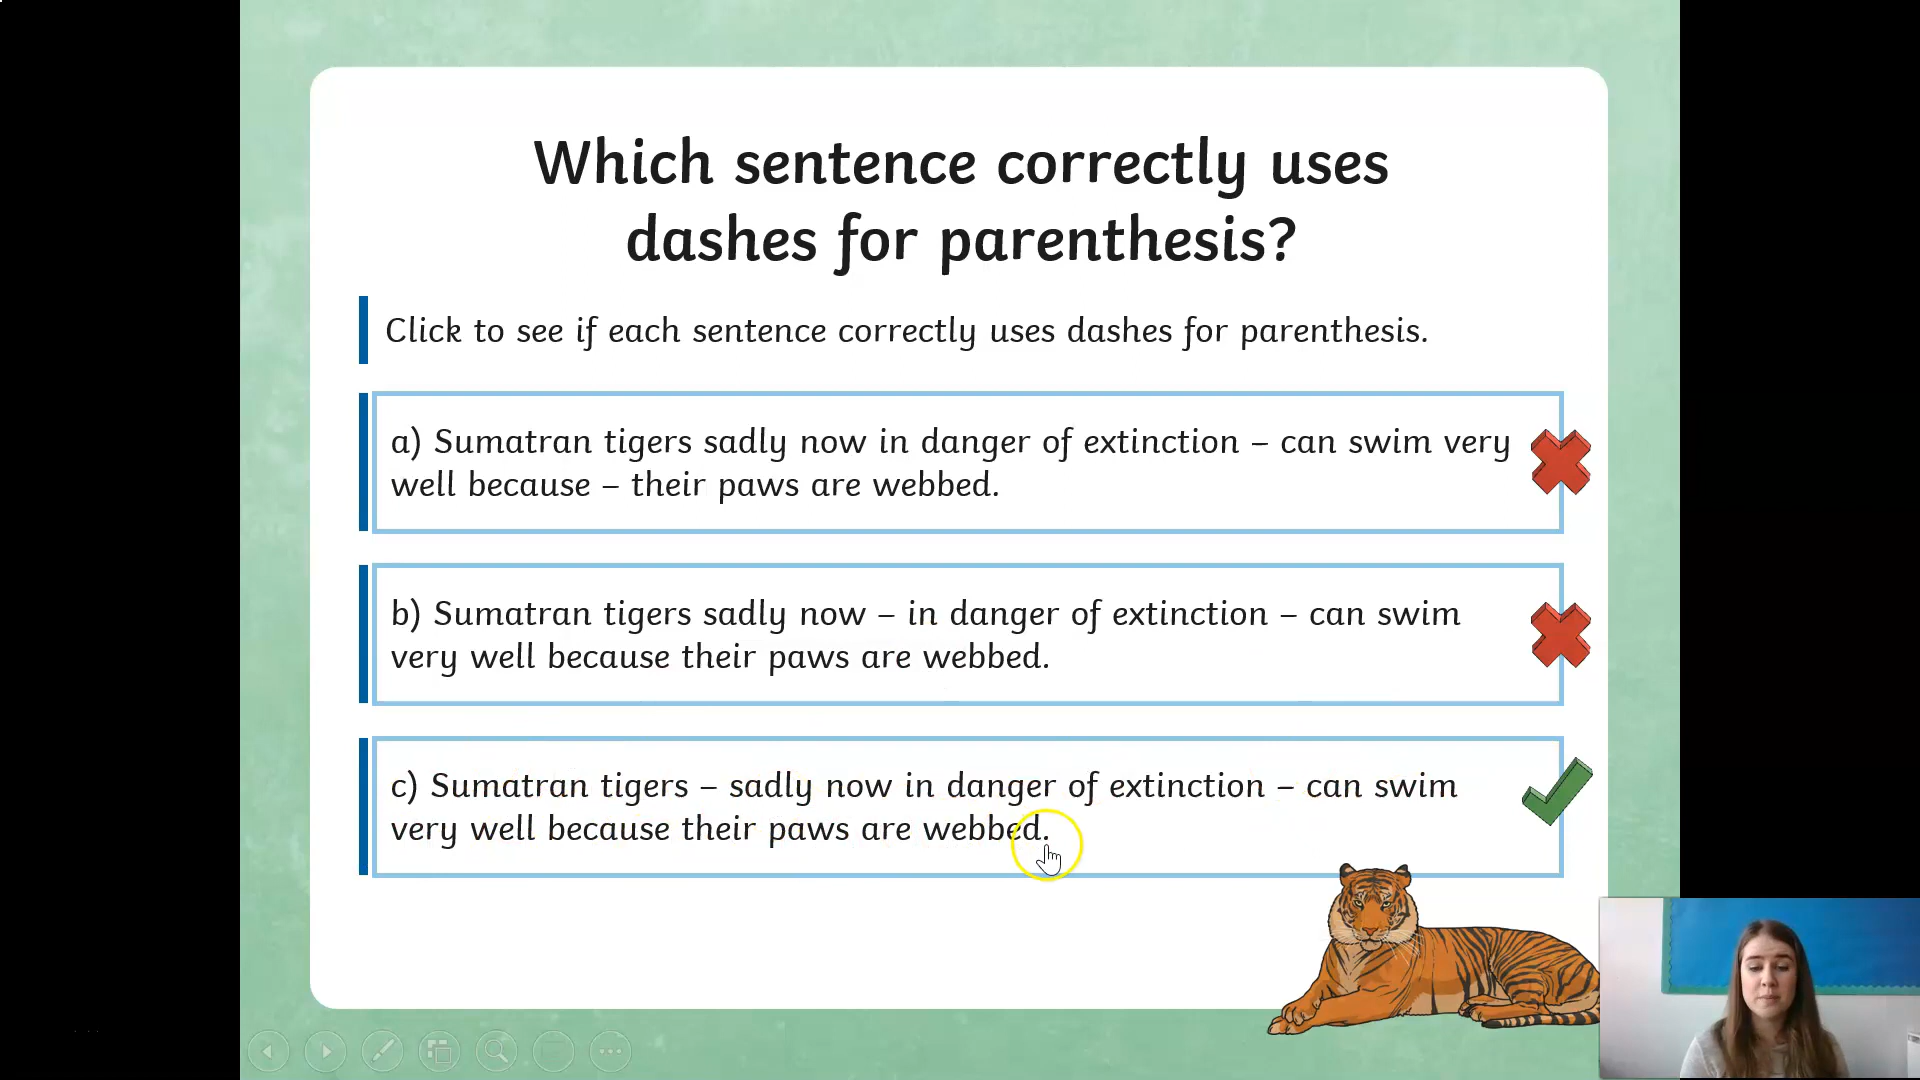 Which sentence correctly uses
dashes for parenthesis?
Click to see if each sentence correctly uses dashes for parenthesis.
a) Sumatran tigers sadly now in danger of extinction – can swim very
well because – their paws are webbed.
b) Sumatran tigers sadly now – in danger of extinction – can swim
very well because their paws are webbed.
c) Sumatran tigers – sadly now in danger of extinction – can swim
very well because their paws are webbed.